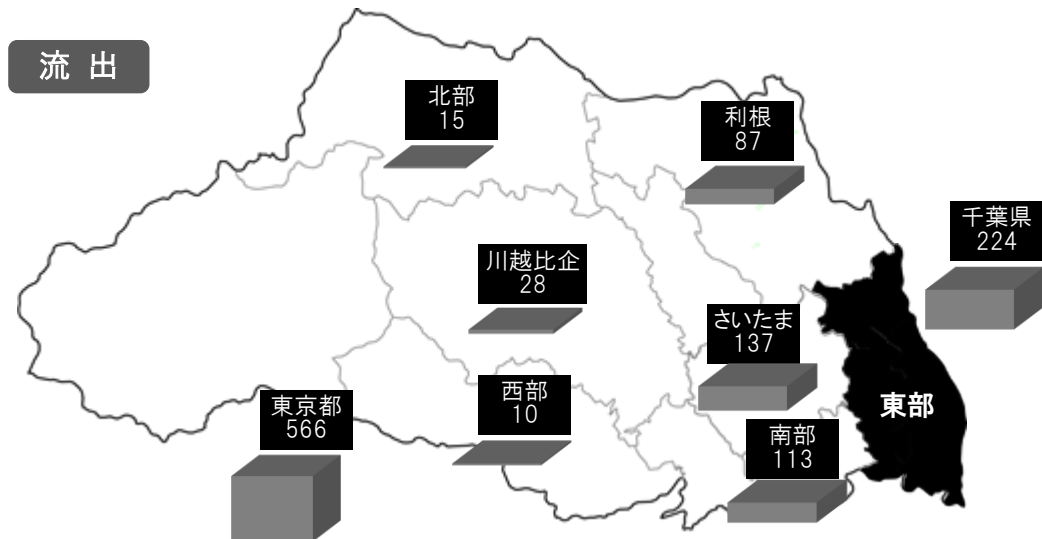 流 出
北部
15
利根
87
千葉県
224
川越比企
28
さいたま
137
東京都
566
西部
10
東部
南部
113